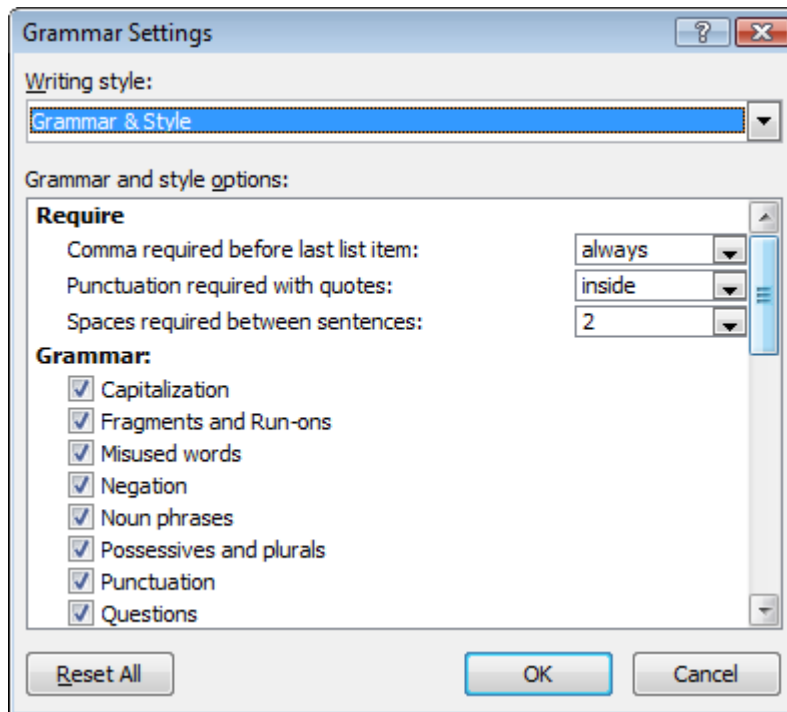 Grammar Settings
Writing style:
Grammar & Style
Grammar and style options:
Require
Comma required before last list item: always
Punctuation required with quotes: inside
Spaces required between sentences: 2
Grammar:
Capitalization
Fragments and Run-ons
Misused words
Negation
Noun phrases
Possessives and plurals
Punctuation
Questions
Reset All OK Cancel